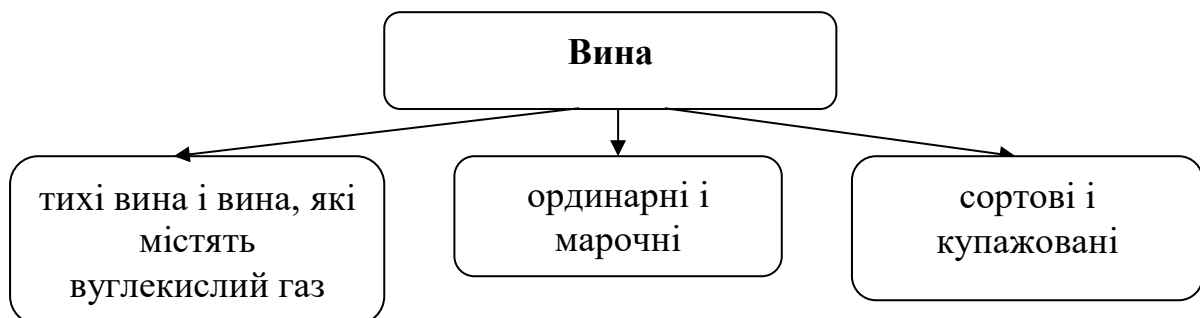 Вина
тихі вина і вина, які
містять
вуглекислий газ
ординарні і
марочні
сортові і
купажовані